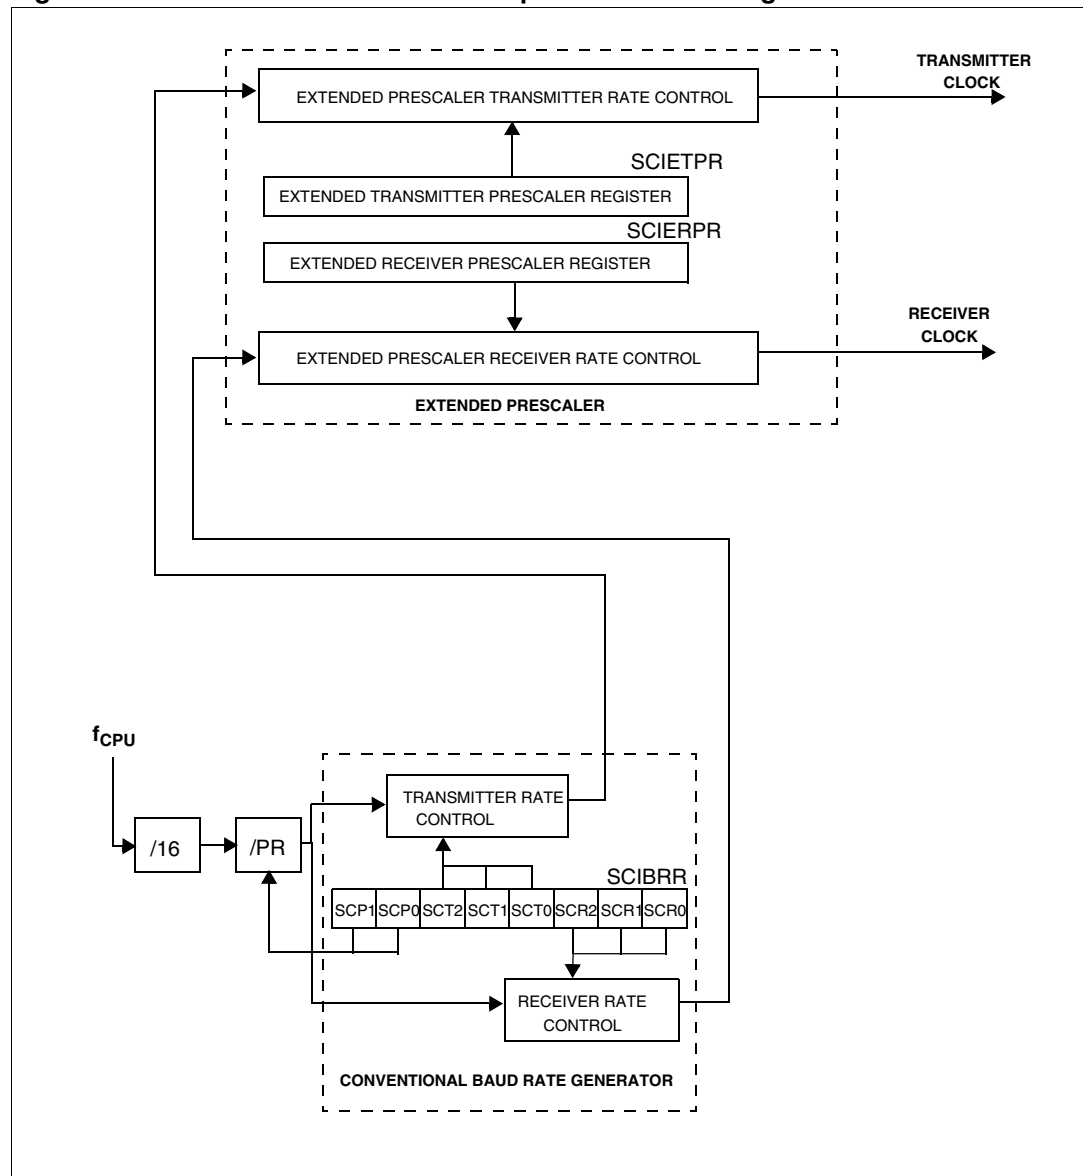 TRANSMITTER
CLOCK
EXTENDED PRESCALER TRANSMITTER RATE CONTROL
SCIETPR
EXTENDED TRANSMITTER PRESCALER REGISTER
SCIERPR
EXTENDED RECEIVER PRESCALER REGISTER
RECEIVER
CLOCK
EXTENDED PRESCALER RECEIVER RATE CONTROL
EXTENDED PRESCALER
fCPU
TRANSMITTER RATE
CONTROL
/16
/PR
SCIBRR
SCP1 SCP0 SCT2 SCT1 SCT0 SCR2 SCR1 SCR0
RECEIVER RATE
CONTROL
CONVENTIONAL BAUD RATE GENERATOR